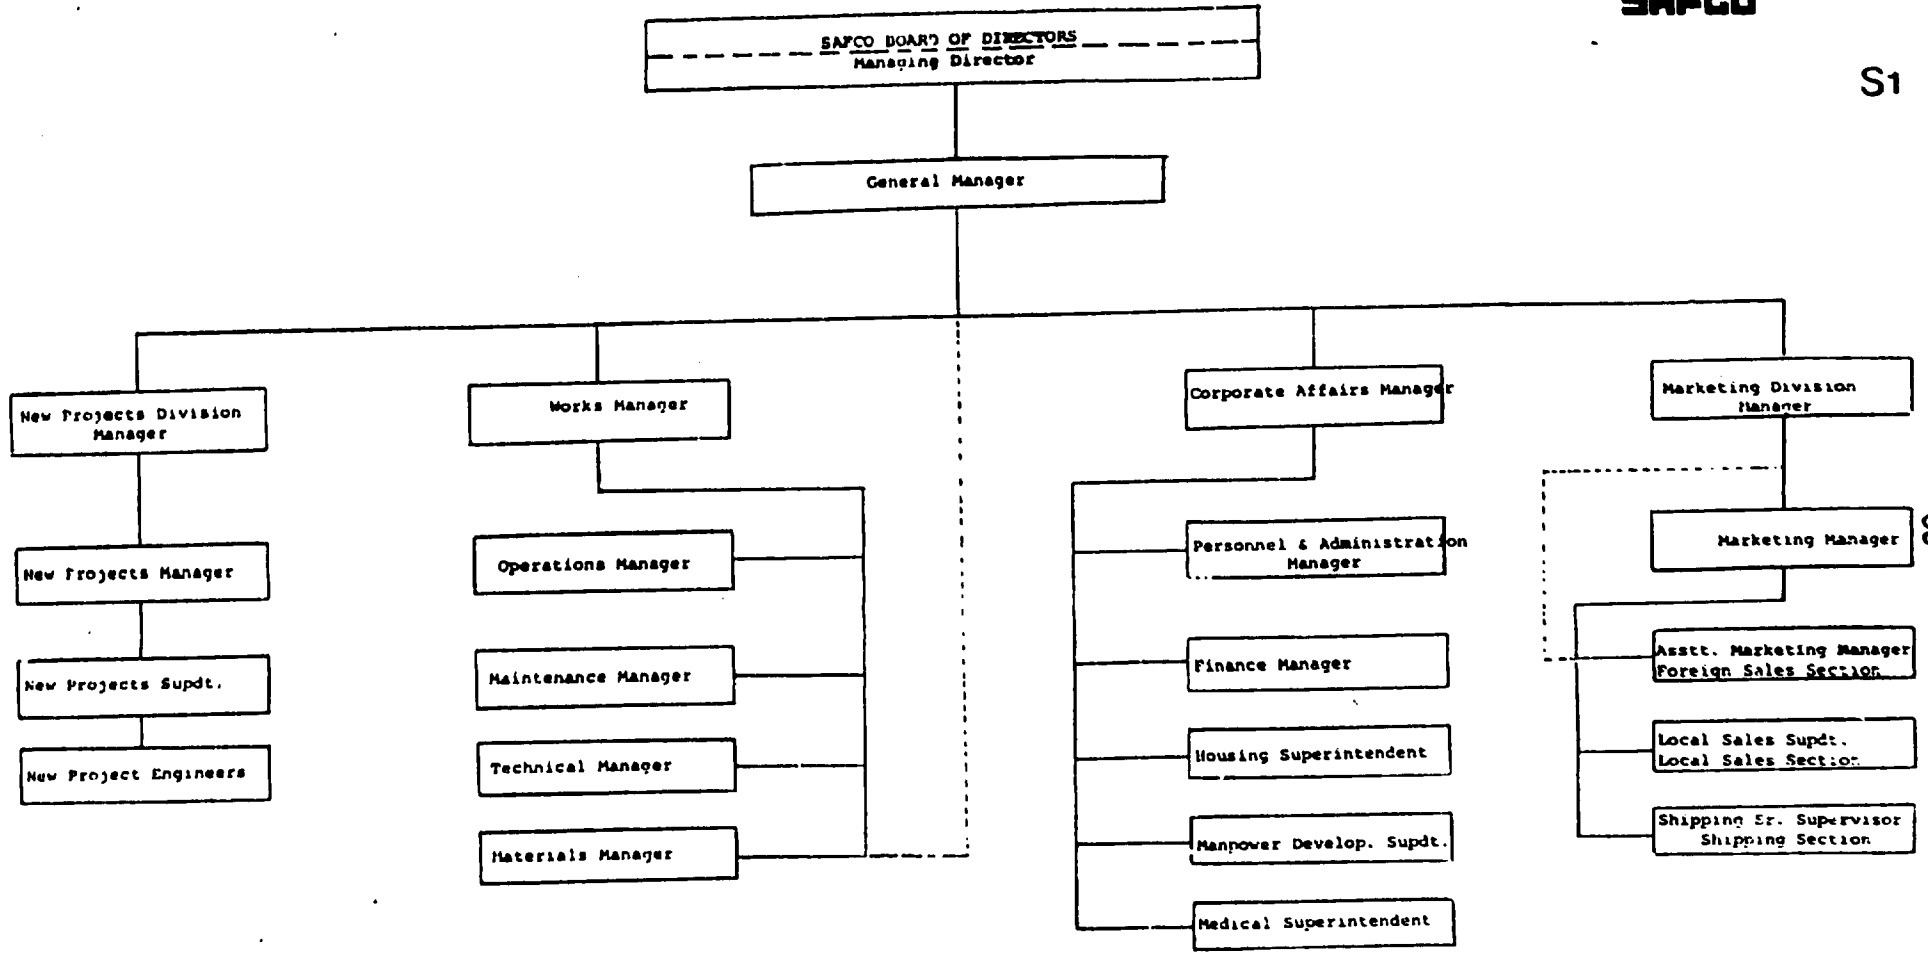 SAFCO
S1
SAFCO BOARD OF DIRECTORS
Managing Director
General Manager
New Projects Division
Manager
Works Manager
Corporate Affairs Manager
Marketing Division
Manager
New Projects Manager
New Projects Supdt.
New Project Engineers
Operations Manager
Maintenance Manager
Technical Manager
Materials Manager
Personnel & Administration
Manager
Finance Manager
Housing Superintendent
Manpower Develop. Supdt.
Medical Superintendent
Marketing Manager
Asstt. Marketing Manager
Foreign Sales Section
Local Sales Supdt.
Local Sales Section
Shipping Sr. Supervisor
Shipping Section